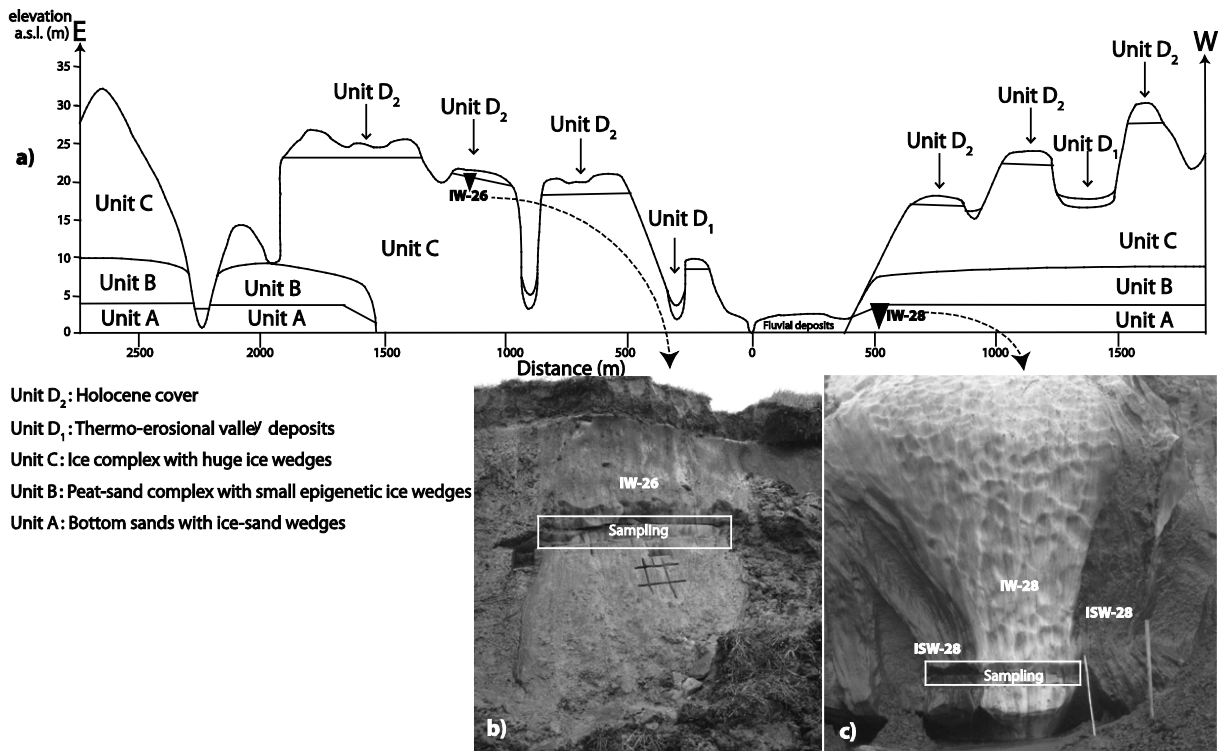 elevation
a.s.l. (m) E
W
a)
35
30
25
20
15
10
5
0
Unit D2
Unit D2
Unit D2
Unit D2
Unit D2
Unit D2
Unit D1
Unit D1
IW-26
Unit C
Unit C
Unit C
Unit B
Unit B
Unit B
Unit A
Unit A
Unit A
IW-28
Fluvial deposits
2500 2000 1500 1000 500 0 500 1000 1500
Distance (m)
Unit D2: Holocene cover
Unit D1: Thermo-erosional valley deposits
Unit C: Ice complex with huge ice wedges
Unit B: Peat-sand complex with small epigenetic ice wedges
Unit A: Bottom sands with ice-sand wedges
IW-26
Sampling
b)
IW-28
ISW-28
ISW-28
Sampling
c)